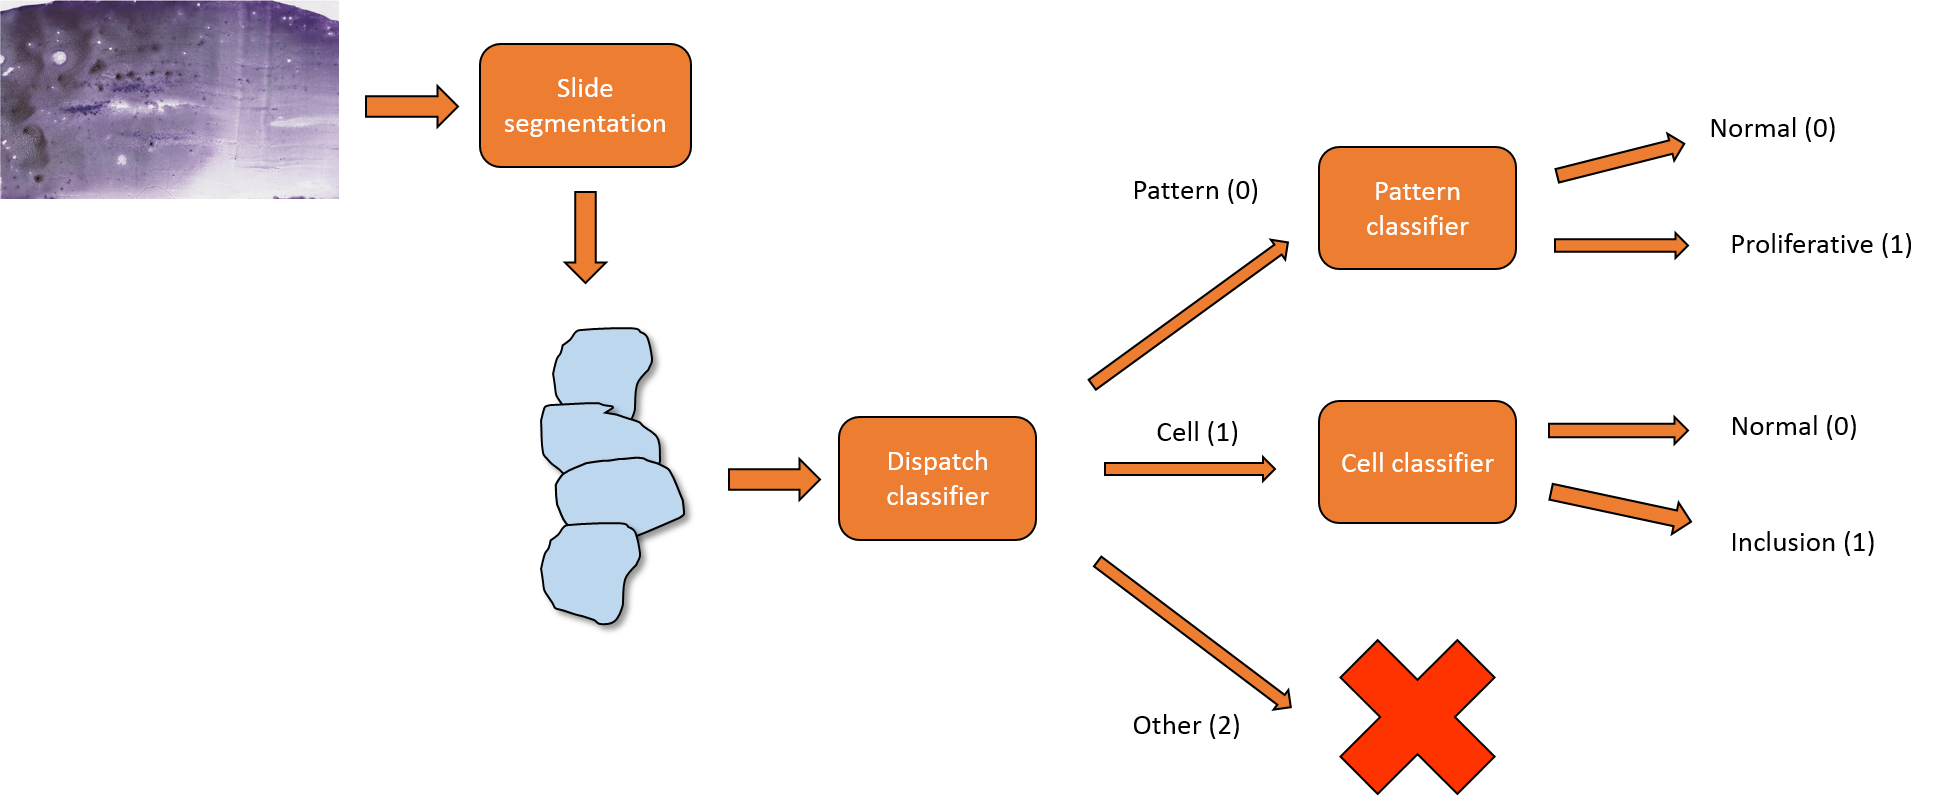 Slide
segmentation
Dispatch
classifier
Pattern (0)
Pattern
classifier
Normal (0)
Proliferative (1)
Cell (1)
Cell classifier
Normal (0)
Inclusion (1)
Other (2)